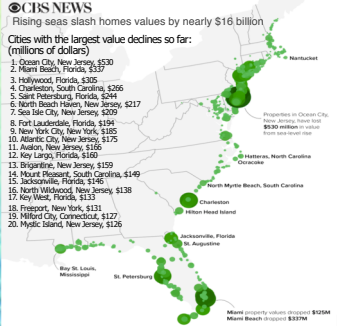 CBS NEWS
Rising seas slash homes values by nearly $16 billion
Cities with the largest value declines so far:
(millions of dollars)
1. Ocean City, New Jersey, $530
2. Miami Beach, Florida, $337
3. Hollywood, Florida, $305
4. Charleston, South Carolina, $266
5. Saint Petersburg, Florida, $244
6. North Beach Haven, New Jersey, $217
7. Sea Isle City, New Jersey, $209
8. Fort Lauderdale, Florida, $194
9. New York City, New York, $185
10. Atlantic City, New Jersey, $175
11. Avalon, New Jersey, $166
12. Key Largo, Florida, $160
13. Brigantine, New Jersey, $159
14. Mount Pleasant, South Carolina, $149
15. Jacksonville, Florida, $146
16. North Wildwood, New Jersey, $138
17. Key West, Florida, $133
18. Freeport, New York, $131
19. Milford City, Connecticut, $127
20. Mystic Island, New Jersey, $126
Nantucket
Properties in Ocean City,
New Jersey, have lost
$530 million in value
from sea-level rise
Hatteras, North Carolina
Ocracoke
North Myrtle Beach, South Carolina
Charleston
Hilton Head Island
Jacksonville, Florida
St. Augustine
Bay St. Louis,
Mississippi
St. Petersburg
Miami property values dropped $125M
Miami Beach dropped $337M